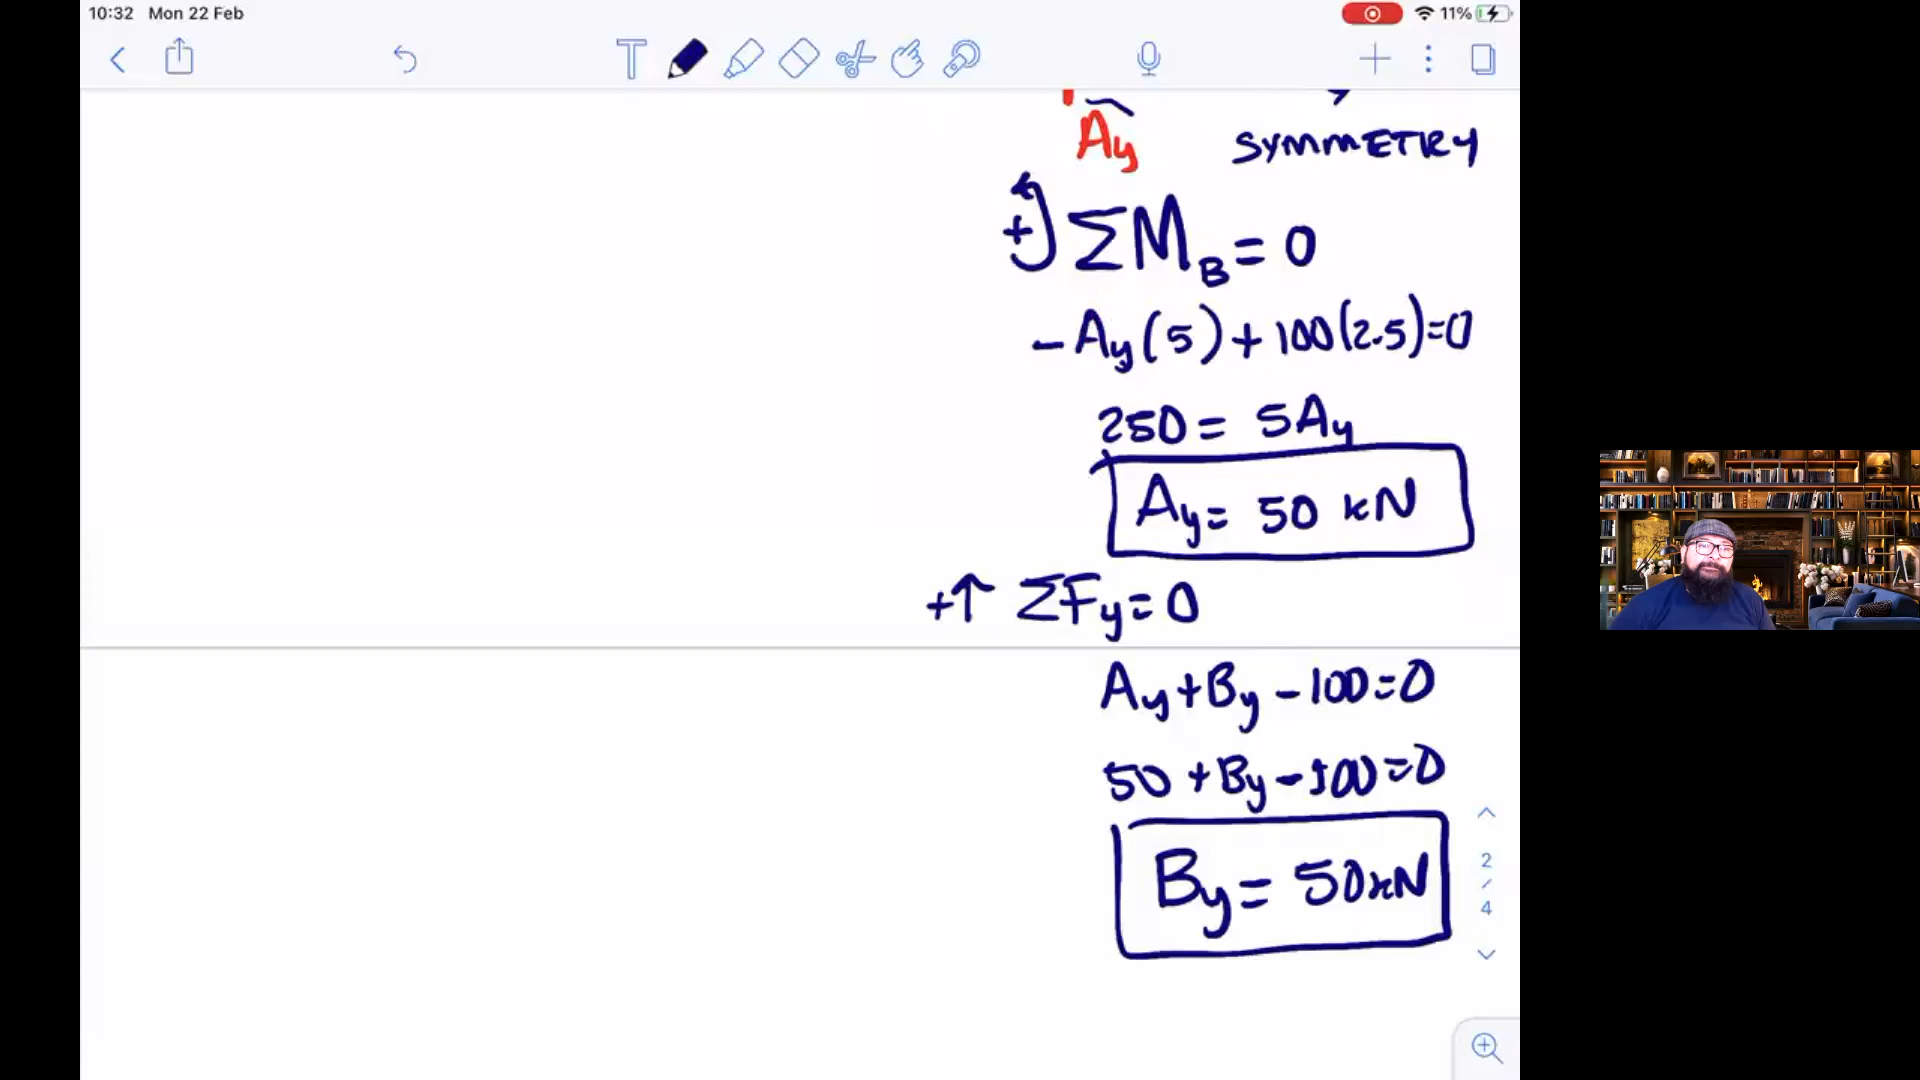 10:32 Mon 22 Feb
11%
T
Ay
SYMMETRY
+ ΣM_B = 0
- Ay(5) + 100(2.5)=0
250 = 5Ay
Ay = 50 kN
+↑ ΣFy = 0
Ay + By - 100 = 0
50 + By - 100 = 0
By = 50kN
2
/
4